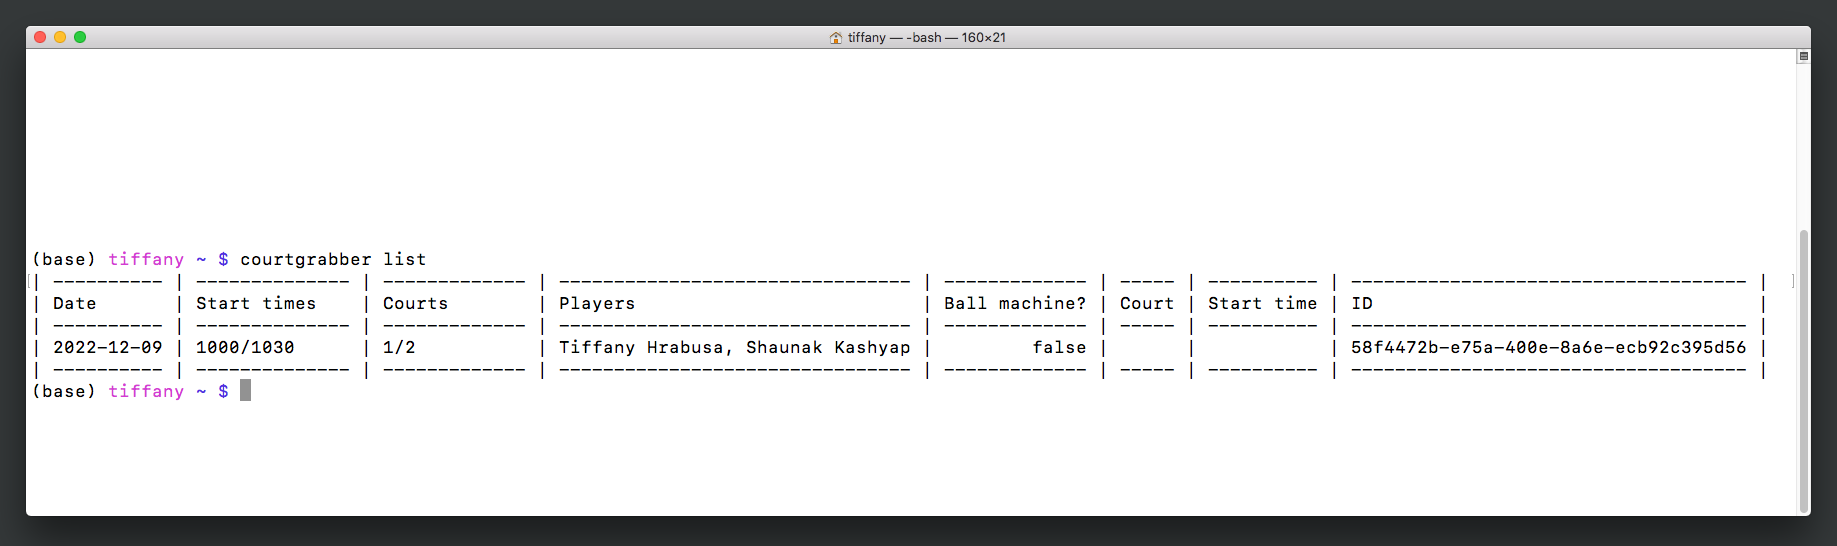 tiffany — -bash — 160×21
(base) tiffany ~ $ courtgrabber list
| ---------- | -------------- | ------------- | -------------------------------- | ------------- | ----- | ---------- | ------------------------------------ |
| Date       | Start times    | Courts        | Players                          | Ball machine? | Court | Start time | ID                                   |
| ---------- | -------------- | ------------- | -------------------------------- | ------------- | ----- | ---------- | ------------------------------------ |
| 2022-12-09 | 1000/1030      | 1/2           | Tiffany Hrabusa, Shaunak Kashyap |         false |       |            | 58f4472b-e75a-400e-8a6e-ecb92c395d56 |
| ---------- | -------------- | ------------- | -------------------------------- | ------------- | ----- | ---------- | ------------------------------------ |
(base) tiffany ~ $